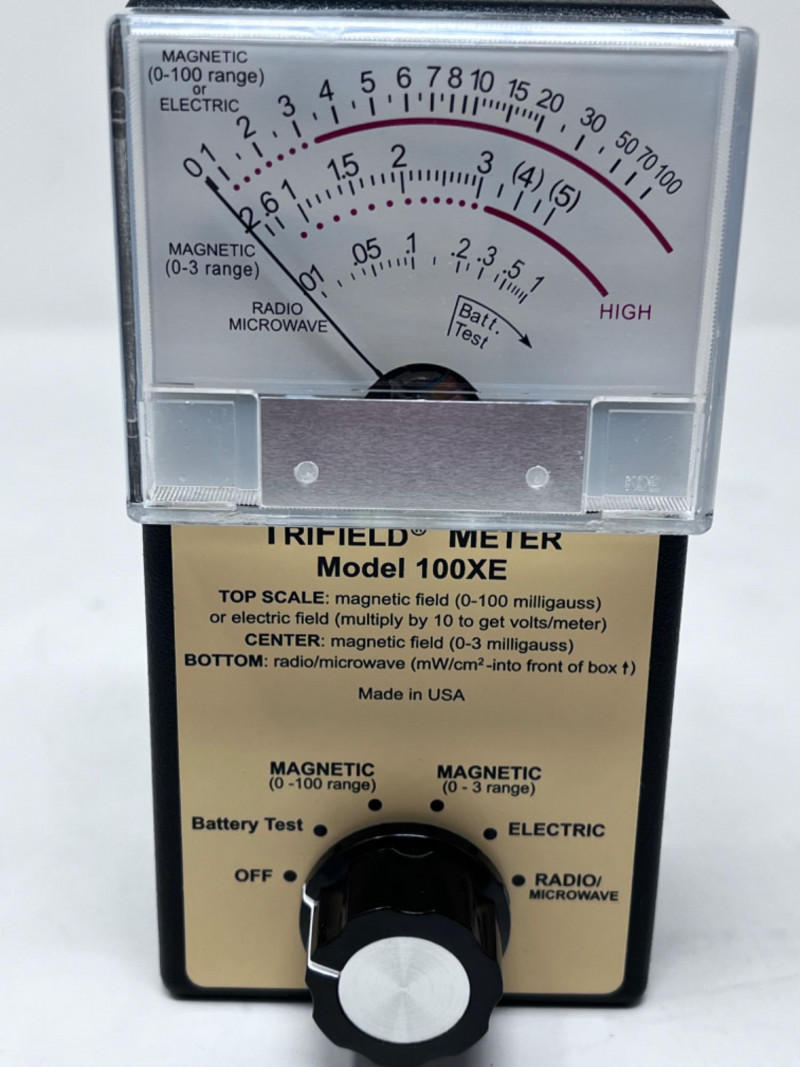 MAGNETIC
(0-100 range)
or
ELECTRIC
0 1 2 3 4 5 6 7 8 10 15 20 30 50 70 100
.2 .6 1 1.5 2 3 (4) (5)
MAGNETIC
(0-3 range)
.01 .05 .1 .2 .3 .5 1
RADIO
MICROWAVE
Batt.
Test
HIGH
KDS
TRIFIELD® METER
Model 100XE
TOP SCALE: magnetic field (0-100 milligauss)
or electric field (multiply by 10 to get volts/meter)
CENTER: magnetic field (0-3 milligauss)
BOTTOM: radio/microwave (mW/cm²-into front of box ↑)
Made in USA
MAGNETIC
(0 -100 range)
MAGNETIC
(0 - 3 range)
Battery Test
ELECTRIC
OFF
RADIO/
MICROWAVE